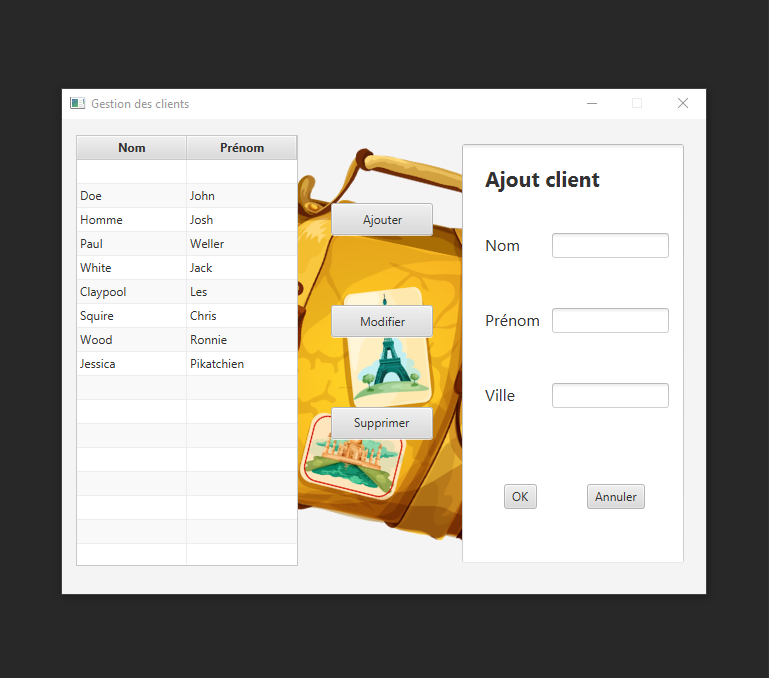 Gestion des clients
Nom Prénom
Doe John
Homme Josh
Paul Weller
White Jack
Claypool Les
Squire Chris
Wood Ronnie
Jessica Pikatchien
Ajouter
Modifier
Supprimer
Ajout client
Nom
Prénom
Ville
OK Annuler